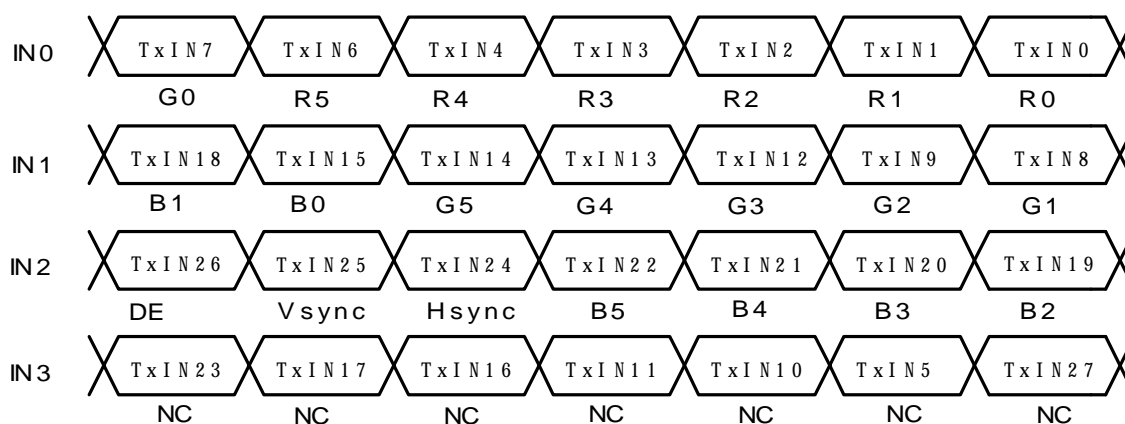 IN0 TxIN7 TxIN6 TxIN4 TxIN3 TxIN2 TxIN1 TxIN0
G0 R5 R4 R3 R2 R1 R0
IN1 TxIN18 TxIN15 TxIN14 TxIN13 TxIN12 TxIN9 TxIN8
B1 B0 G5 G4 G3 G2 G1
IN2 TxIN26 TxIN25 TxIN24 TxIN22 TxIN21 TxIN20 TxIN19
DE Vsync Hsync B5 B4 B3 B2
IN3 TxIN23 TxIN17 TxIN16 TxIN11 TxIN10 TxIN5 TxIN27
NC NC NC NC NC NC NC